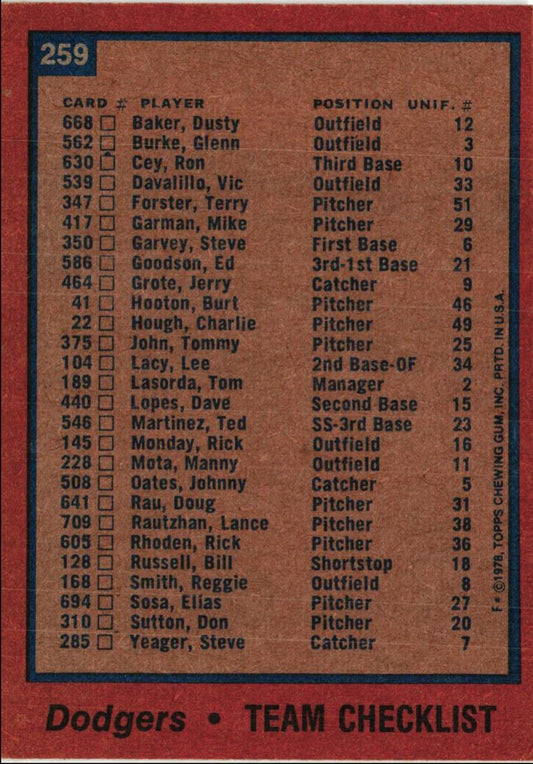 259
CARD # PLAYER POSITION UNIF. #
668 Baker, Dusty Outfield 12
562 Burke, Glenn Outfield 3
630 Cey, Ron Third Base 10
539 Davalillo, Vic Outfield 33
347 Forster, Terry Pitcher 51
417 Garman, Mike Pitcher 29
350 Garvey, Steve First Base 6
586 Goodson, Ed 3rd-1st Base 21
464 Grote, Jerry Catcher 9
41 Hooton, Burt Pitcher 46
22 Hough, Charlie Pitcher 49
375 John, Tommy Pitcher 25
104 Lacy, Lee 2nd Base-OF 34
189 Lasorda, Tom Manager 2
440 Lopes, Dave Second Base 15
546 Martinez, Ted SS-3rd Base 23
145 Monday, Rick Outfield 16
228 Mota, Manny Outfield 11
508 Oates, Johnny Catcher 5
641 Rau, Doug Pitcher 31
709 Rautzhan, Lance Pitcher 38
605 Rhoden, Rick Pitcher 36
128 Russell, Bill Shortstop 18
168 Smith, Reggie Outfield 8
694 Sosa, Elias Pitcher 27
310 Sutton, Don Pitcher 20
285 Yeager, Steve Catcher 7
©1978, TOPPS CHEWING GUM, INC. PRTD. IN U.S.A.
Dodgers • TEAM CHECKLIST